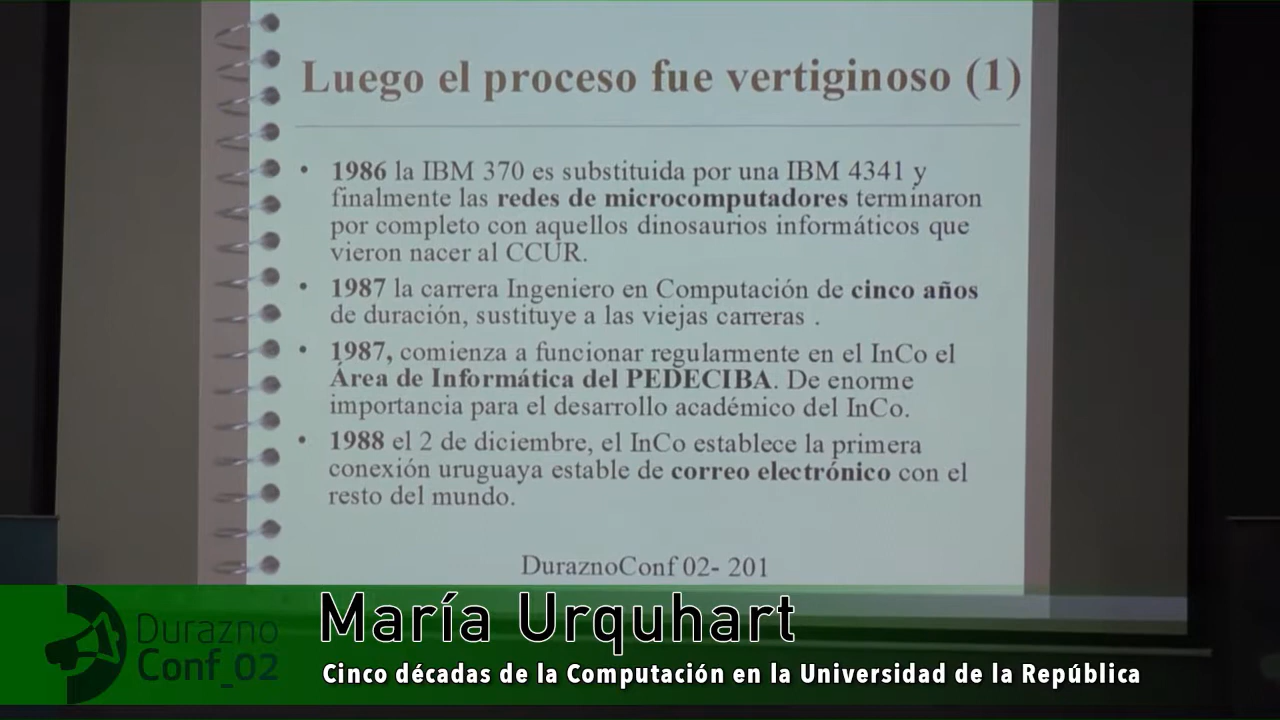 Luego el proceso fue vertiginoso (1)
• 1986 la IBM 370 es substituida por una IBM 4341 y
finalmente las redes de microcomputadores terminaron
por completo con aquellos dinosaurios informáticos que
vieron nacer al CCUR.
• 1987 la carrera Ingeniero en Computación de cinco años
de duración, sustituye a las viejas carreras .
• 1987, comienza a funcionar regularmente en el InCo el
Área de Informática del PEDECIBA. De enorme
importancia para el desarrollo académico del InCo.
• 1988 el 2 de diciembre, el InCo establece la primera
conexión uruguaya estable de correo electrónico con el
resto del mundo.
DuraznoConf 02- 201
Durazno
Conf_02
María Urquhart
Cinco décadas de la Computación en la Universidad de la República